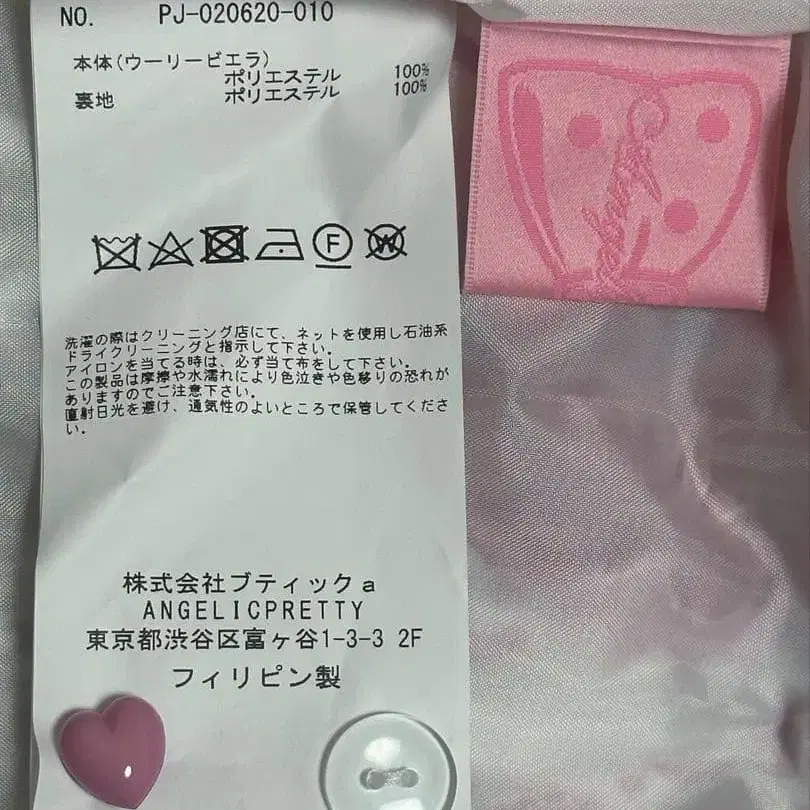 NO. PJ-020620-010
本体(ウーリービエラ)
ポリエステル 100%
裏地 ポリエステル 100%
F W
洗濯の際はクリーニング店にて、ネットを使用し石油系
ドライクリーニングと指示して下さい。
アイロンを当てる時は、必ず当て布をして下さい。
この製品は摩擦や水濡れにより色泣きや色移りの恐れが
ありますのでご注意下さい。
直射日光を避け、通気性のよいところで保管してくださ
い。
株式会社ブティックa
ANGELICPRETTY
東京都渋谷区富ヶ谷1-3-3 2F
フィリピン製